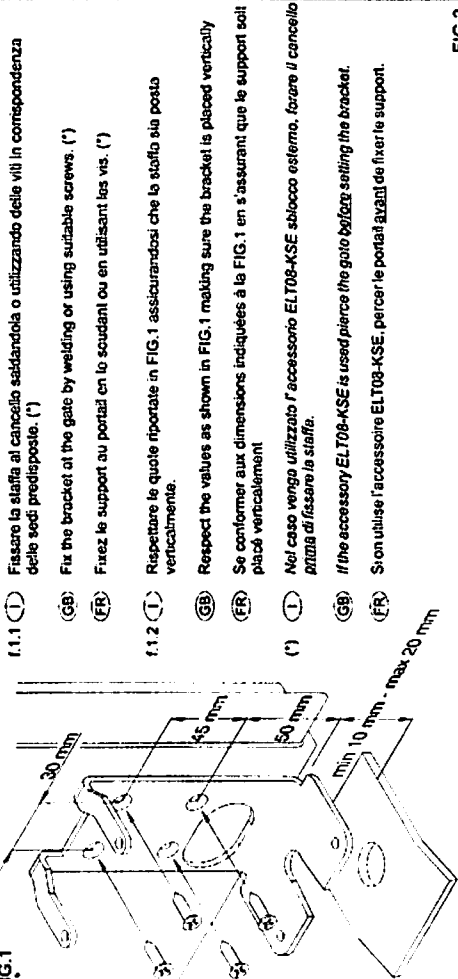 f.1.1 I Fissare la staffa al cancello saldandola o utilizzando delle viti in corrispondenza
delle sedi predisposte. (*)
GB Fix the bracket at the gate by welding or using suitable screws. (*)
FR Fixez le support au portail en le soudant ou en utilisant les vis. (*)
f.1.2 I Rispettare le quote riportate in FIG.1 assicurandosi che la staffa sia posta
verticalmente.
GB Respect the values as shown in FIG.1 making sure the bracket is placed vertically
FR Se conformer aux dimensions indiquées à la FIG.1 en s'assurant que le support soit
placé verticalement
(*) I Nel caso venga utilizzato l'accessorio ELT08-KSE sblocco esterno, forare il cancello
prima di fissare la staffa.
GB If the accessory ELT08-KSE is used pierce the gate before setting the bracket.
FR Si on utilise l'accessoire ELT08-KSE, percer le portail avant de fixer le support.
30 mm
45 mm
50 mm
min 10 mm - max 20 mm